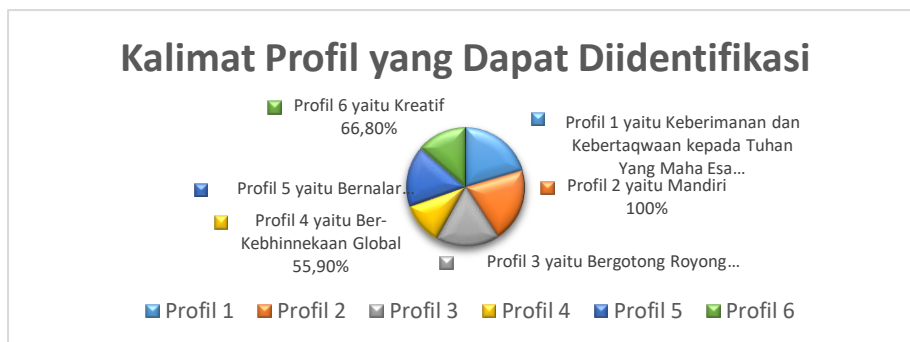 Kalimat Profil yang Dapat Diidentifikasi
Profil 6 yaitu Kreatif
66,80%
Profil 1 yaitu Keberimanan dan
Kebertaqwaan kepada Tuhan
Yang Maha Esa...
Profil 5 yaitu Bernalar...
Profil 2 yaitu Mandiri
100%
Profil 4 yaitu Ber-
Kebhinnekaan Global
55,90%
Profil 3 yaitu Bergotong Royong...
Profil 1 Profil 2 Profil 3 Profil 4 Profil 5 Profil 6